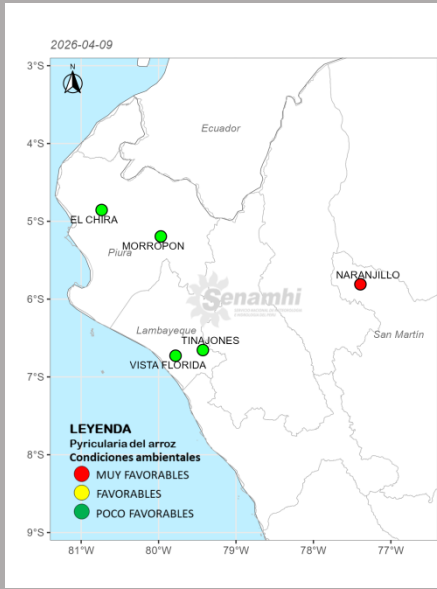 2026-04-09
N
3°S
4°S
5°S
6°S
7°S
8°S
9°S
Ecuador
EL CHIRA
MORROPON
Piura
NARANJILLO
Senamhi
San Martín
Lambayeque
TINAJONES
VISTA FLORIDA
LEYENDA
Pyricularia del arroz
Condiciones ambientales
MUY FAVORABLES
FAVORABLES
POCO FAVORABLES
81°W 80°W 79°W 78°W 77°W